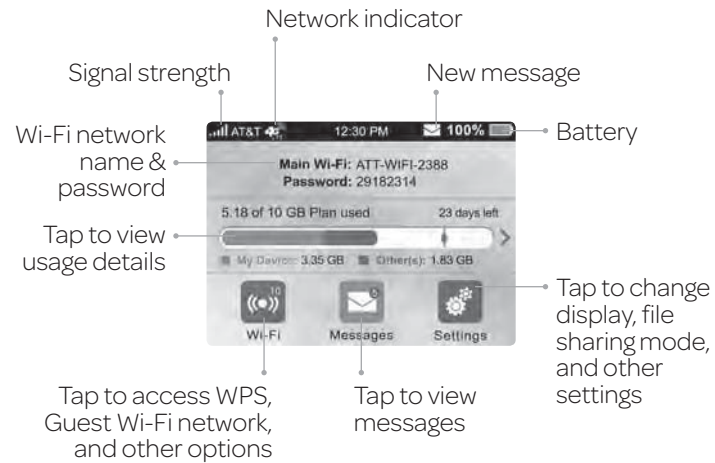 Network indicator
Signal strength
New message
AT&T 4G LTE 12:30 PM 100%
Battery
Wi-Fi network
name &
password
Main Wi-Fi: ATT-WIFI-2388
Password: 29182314
5.18 of 10 GB Plan used 23 days left
Tap to view
usage details
My Device: 3.35 GB Other(s): 1.83 GB
10
5
Wi-Fi Messages Settings
Tap to change
display, file
sharing mode,
and other
settings
Tap to access WPS,
Guest Wi-Fi network,
and other options
Tap to view
messages